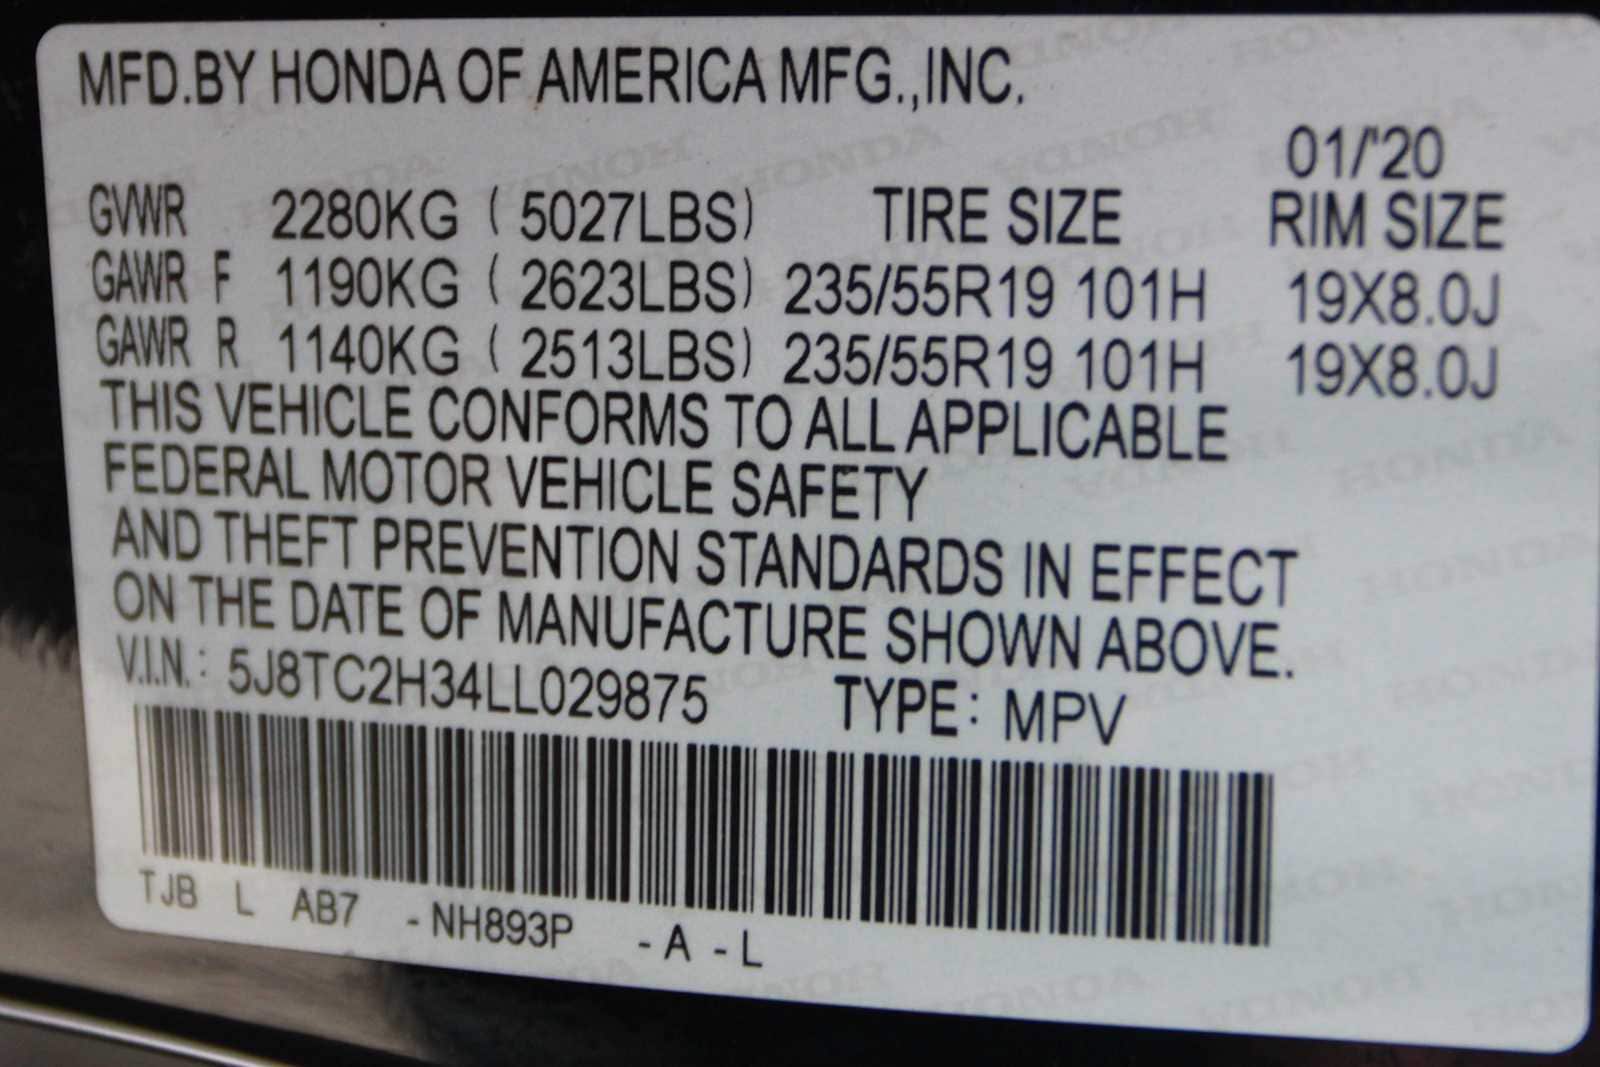 MFD.BY HONDA OF AMERICA MFG.,INC.
01/'20
GVWR 2280KG ( 5027LBS) TIRE SIZE RIM SIZE
GAWR F 1190KG ( 2623LBS) 235/55R19 101H 19X8.0J
GAWR R 1140KG ( 2513LBS) 235/55R19 101H 19X8.0J
THIS VEHICLE CONFORMS TO ALL APPLICABLE
FEDERAL MOTOR VEHICLE SAFETY
AND THEFT PREVENTION STANDARDS IN EFFECT
ON THE DATE OF MANUFACTURE SHOWN ABOVE.
V.I.N.: 5J8TC2H34LL029875 TYPE: MPV
TJB L AB7 -NH893P -A -L